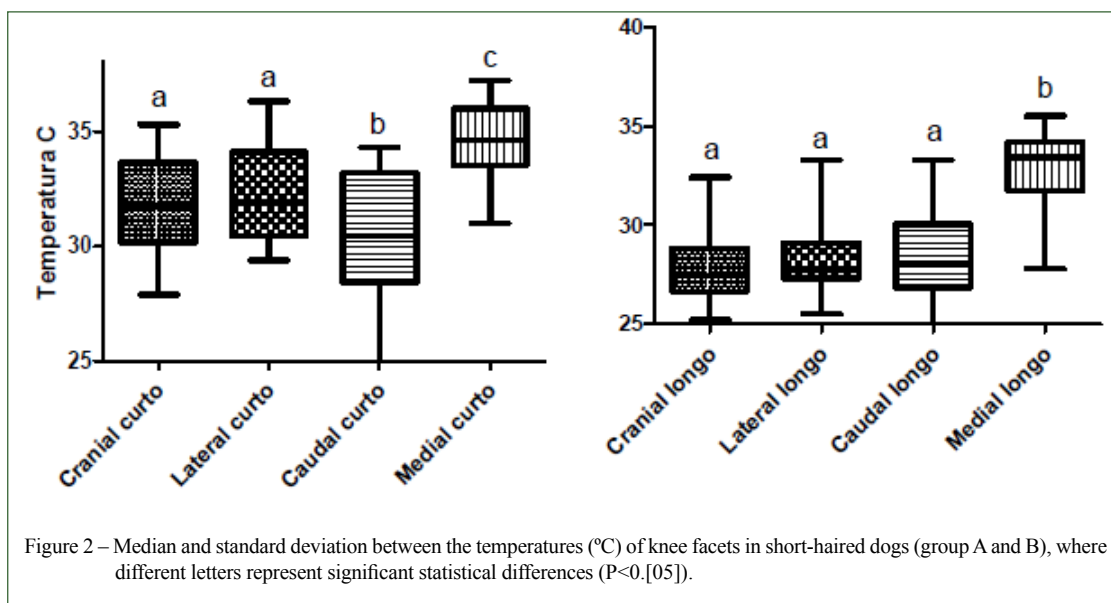 c
a
a
b
35
30
25
Temperatura C
Cranial curto
Lateral curto
Caudal curto
Medial curto
40
35
30
25
b
a
a
a
Cranial longo
Lateral longo
Caudal longo
Medial longo
Figure 2 – Median and standard deviation between the temperatures (ºC) of knee facets in short-haired dogs (group A and B), where
different letters represent significant statistical differences (P<0.[05]).